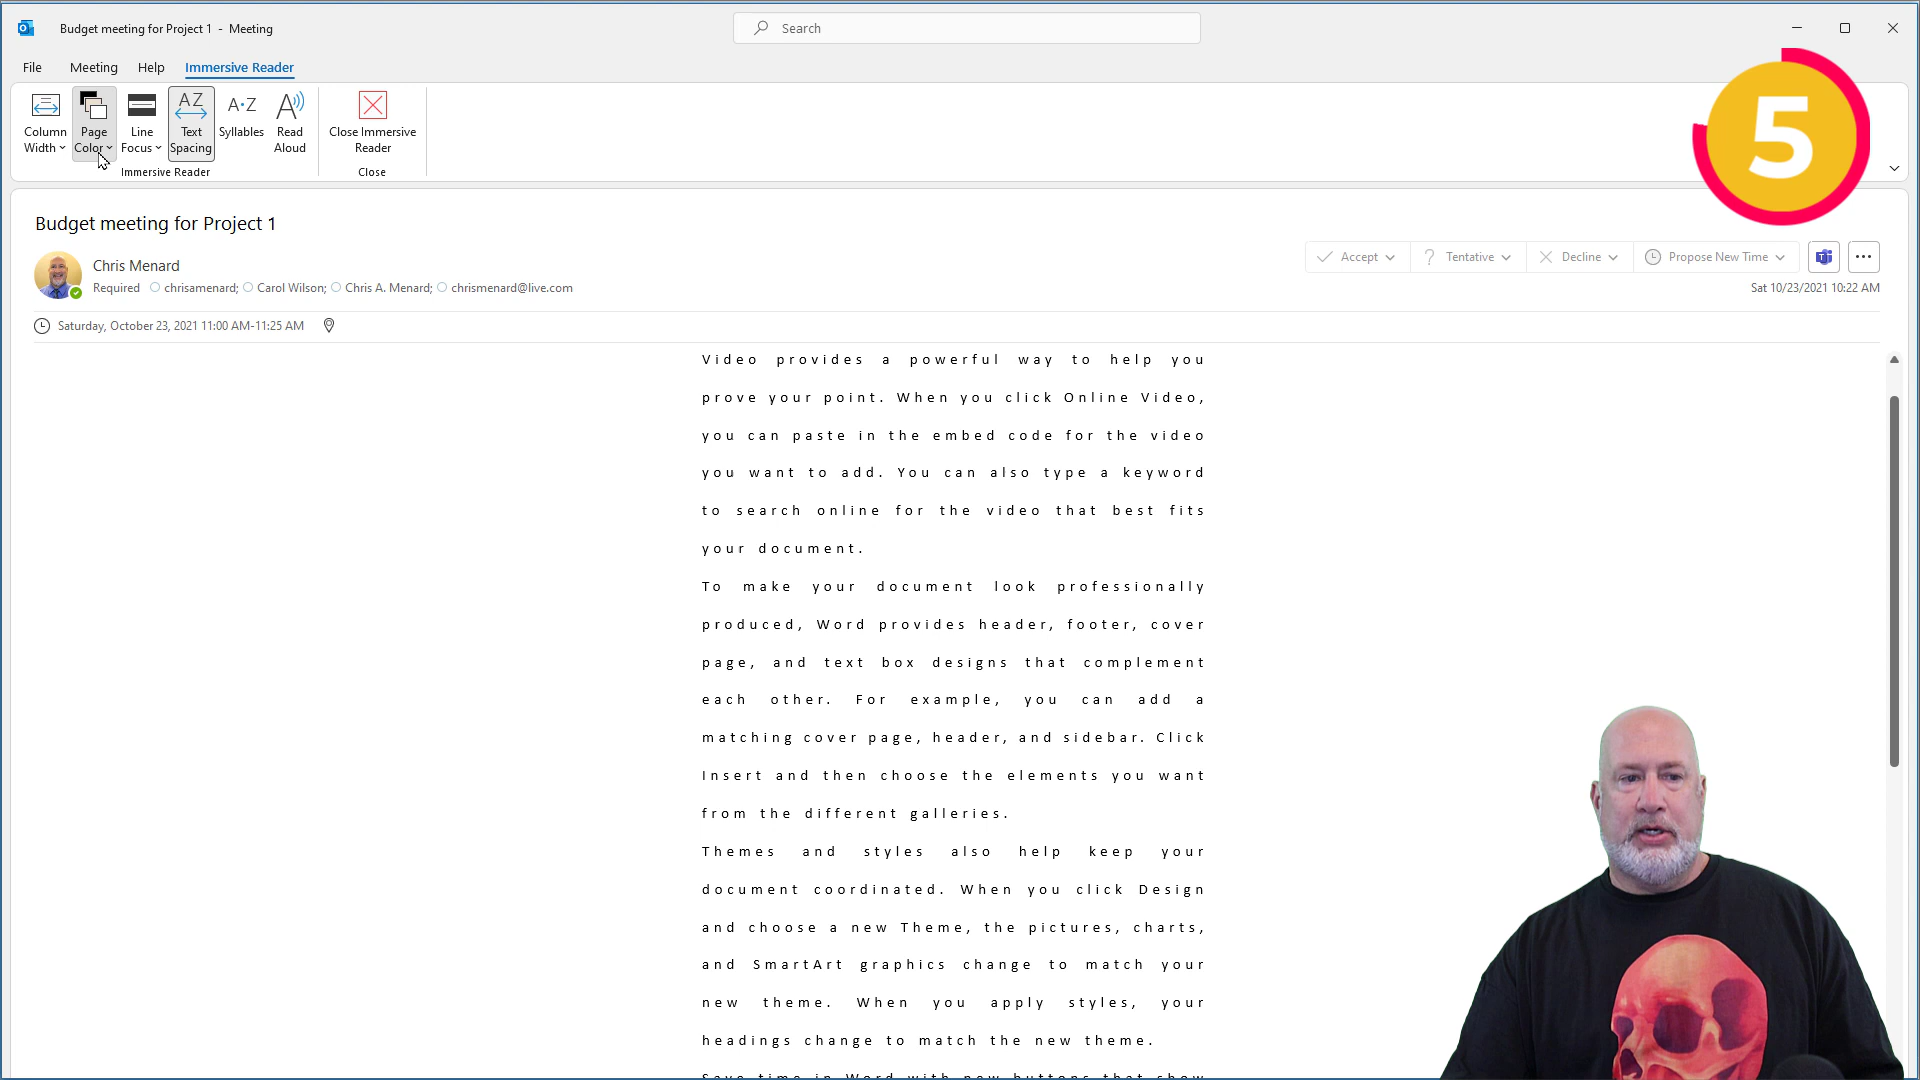 Budget meeting for Project 1 - Meeting
Search
File Meeting Help Immersive Reader
Column Width
Page Color
Line Focus
Text Spacing
Syllables
Read Aloud
Close Immersive Reader
Immersive Reader
Close
5
Budget meeting for Project 1
Chris Menard
Required chrisamenard; Carol Wilson; Chris A. Menard; chrismenard@live.com
Accept Tentative Decline Propose New Time
Sat 10/23/2021 10:22 AM
Saturday, October 23, 2021 11:00 AM-11:25 AM
Video provides a powerful way to help you
prove your point. When you click Online Video,
you can paste in the embed code for the video
you want to add. You can also type a keyword
to search online for the video that best fits
your document.
To make your document look professionally
produced, Word provides header, footer, cover
page, and text box designs that complement
each other. For example, you can add a
matching cover page, header, and sidebar. Click
Insert and then choose the elements you want
from the different galleries.
Themes and styles also help keep your
document coordinated. When you click Design
and choose a new Theme, the pictures, charts,
and SmartArt graphics change to match your
new theme. When you apply styles, your
headings change to match the new theme.
Save time in Word with new buttons that show